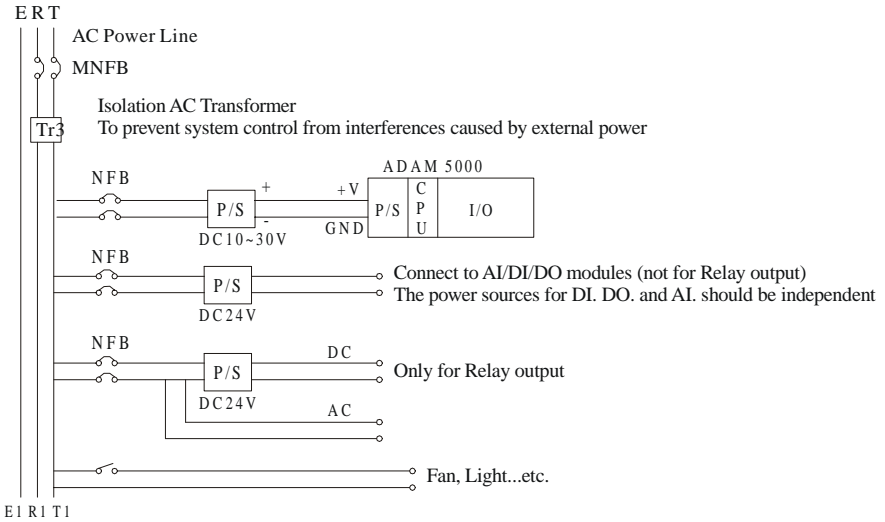 E R T
AC Power Line
MNFB
Isolation AC Transformer
Tr3
To prevent system control from interferences caused by external power
ADAM 5000
NFB
+
+V
P/S
P/S
CPU
I/O
-
GND
DC10~30V
NFB
P/S
Connect to AI/DI/DO modules (not for Relay output)
The power sources for DI. DO. and AI. should be independent
DC24V
NFB
DC
P/S
Only for Relay output
DC24V
AC
Fan, Light...etc.
E1 R1 T1